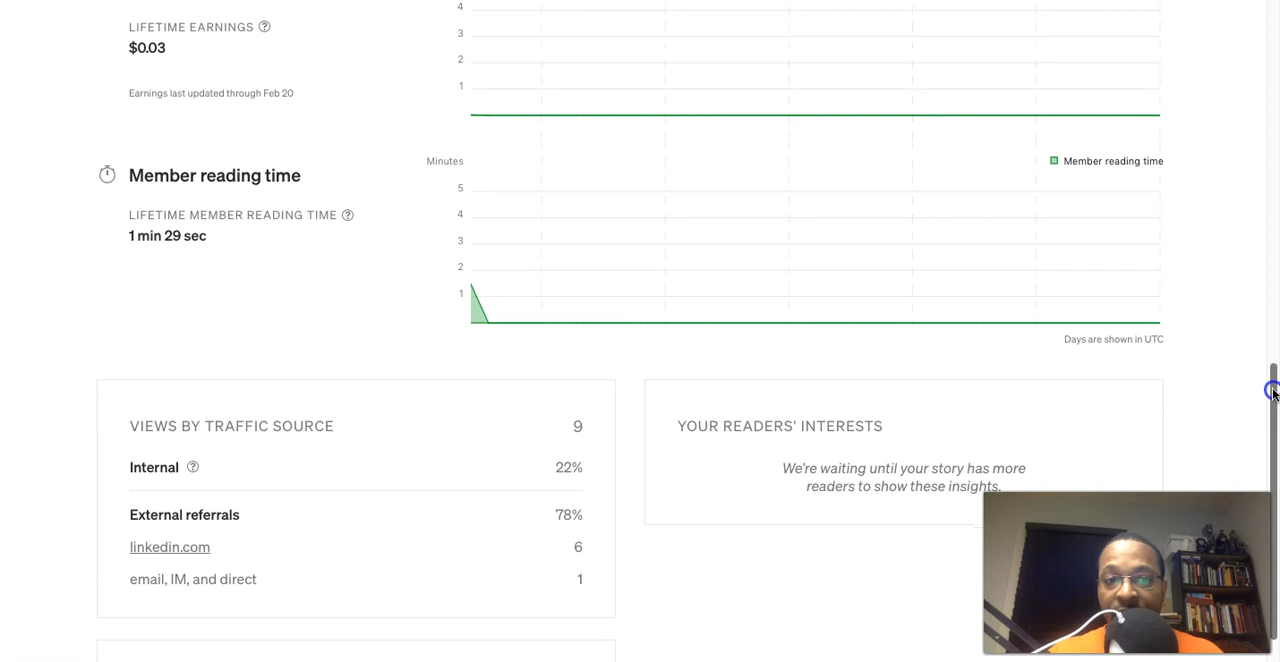 LIFETIME EARNINGS ?
$0.03
Earnings last updated through Feb 20
4
3
2
1
Member reading time
LIFETIME MEMBER READING TIME ?
1 min 29 sec
Minutes
Member reading time
5
4
3
2
1
Days are shown in UTC
VIEWS BY TRAFFIC SOURCE 9
Internal ? 22%
External referrals 78%
linkedin.com 6
email, IM, and direct 1
YOUR READERS' INTERESTS
We're waiting until your story has more
readers to show these insights.